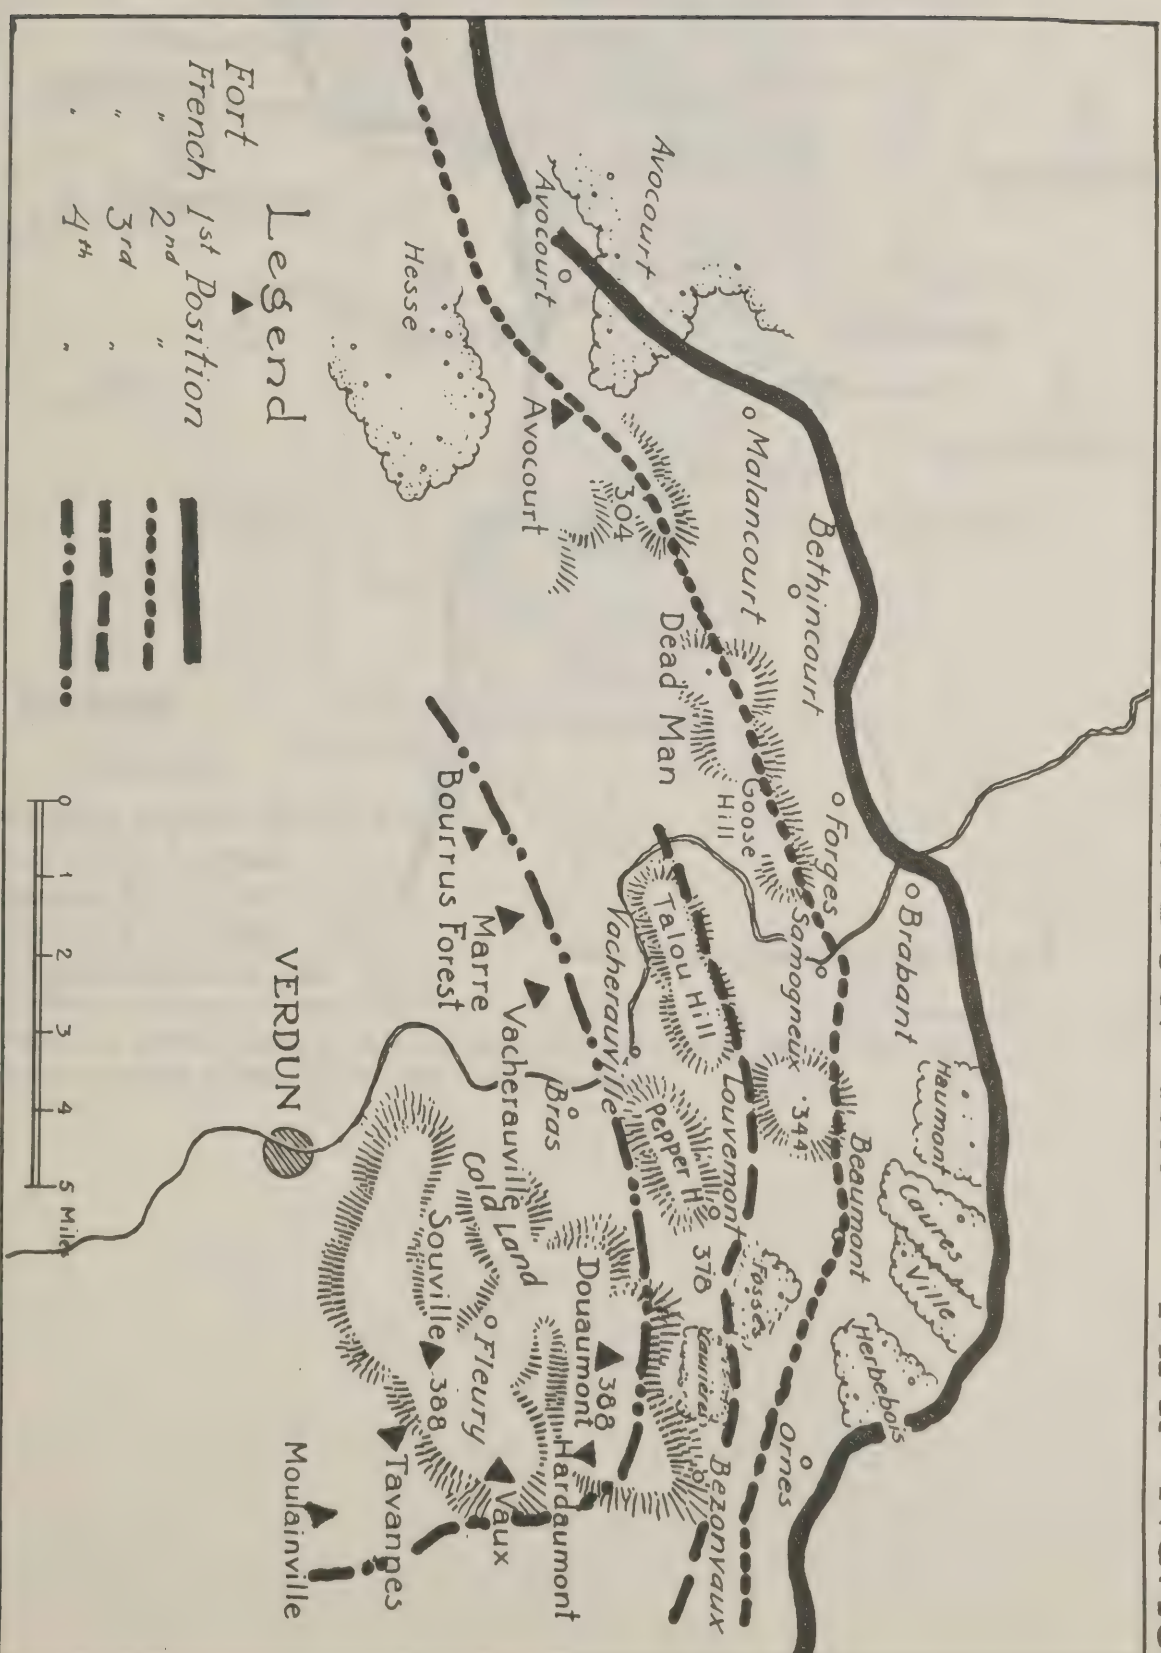 Avocourt
Avocourt
Malancourt
Bethincourt
Forges
Brabant
Haumont
Caures
Ville
Herbebois
Ornes
Beaumont
Samogneux
344
Louvemont
Fosses
Bezonvaux
Hesse
Avocourt
304
Dead Man
Goose
Hill
Talou Hill
Vacherauville
Pepper H
378
Bras
Douaumont
388
Hardaumont
Bourrus Forest
Marre
Vacherauville
Cold Land
Fleury
Souville
388
Vaux
Tavannes
Moulainville
VERDUN
Legend
Fort
French 1st Position
" 2nd "
" 3rd "
" 4th "
0 1 2 3 4 5 Miles